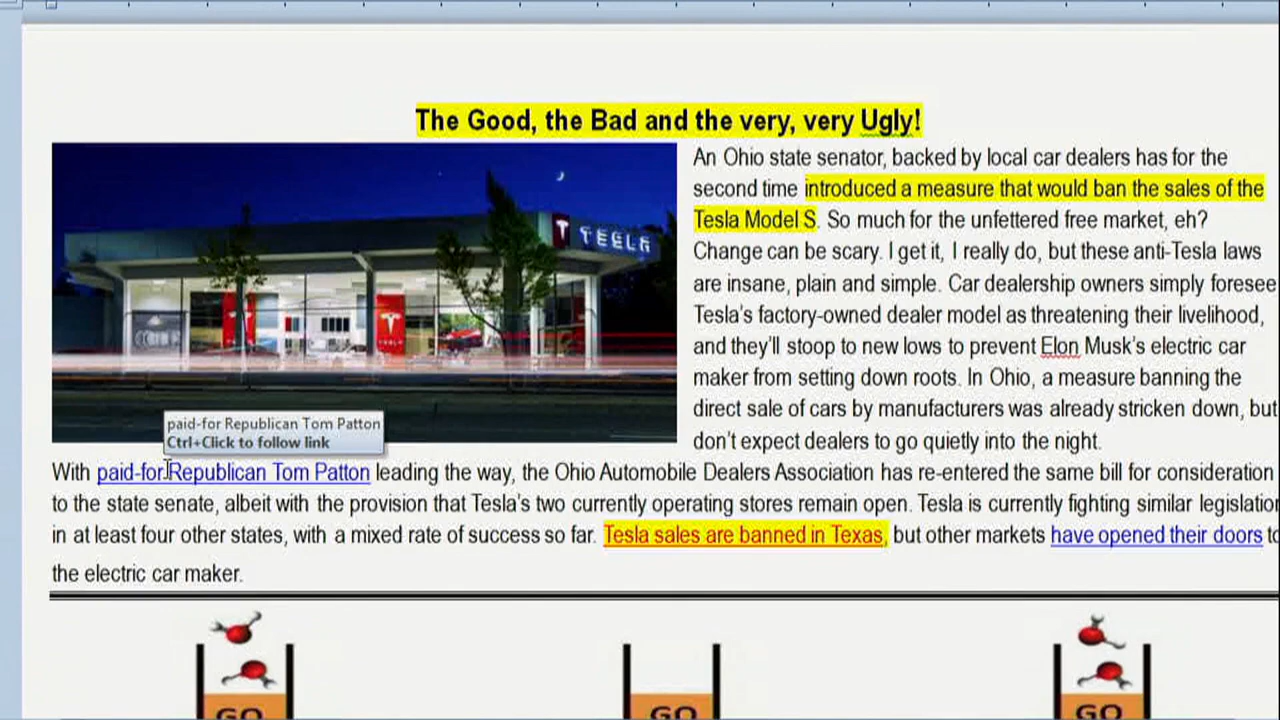 The Good, the Bad and the very, very Ugly!
An Ohio state senator, backed by local car dealers has for the
second time introduced a measure that would ban the sales of the
Tesla Model S. So much for the unfettered free market, eh?
Change can be scary. I get it, I really do, but these anti-Tesla laws
are insane, plain and simple. Car dealership owners simply foresee
Tesla's factory-owned dealer model as threatening their livelihood,
and they'll stoop to new lows to prevent Elon Musk's electric car
maker from setting down roots. In Ohio, a measure banning the
direct sale of cars by manufacturers was already stricken down, but
don't expect dealers to go quietly into the night.
TESLA
TESLA
paid-for Republican Tom Patton
Ctrl+Click to follow link
With paid-for Republican Tom Patton leading the way, the Ohio Automobile Dealers Association has re-entered the same bill for consideration
to the state senate, albeit with the provision that Tesla's two currently operating stores remain open. Tesla is currently fighting similar legislation
in at least four other states, with a mixed rate of success so far. Tesla sales are banned in Texas, but other markets have opened their doors to
the electric car maker.
GO
GO
GO